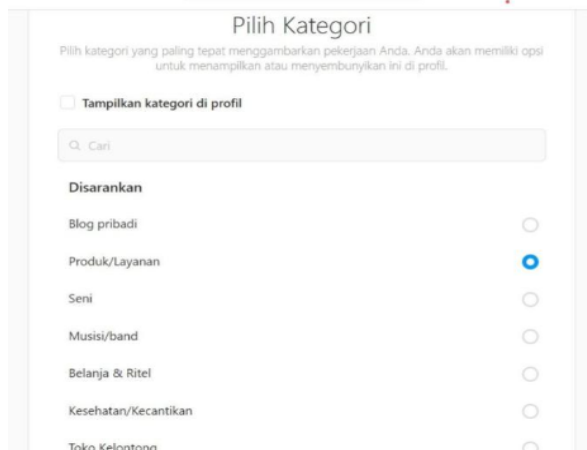 Pilih Kategori
Pilih kategori yang paling tepat menggambarkan pekerjaan Anda. Anda akan memiliki opsi
untuk menampilkan atau menyembunyikan ini di profil.
Tampilkan kategori di profil
Cari
Disarankan
Blog pribadi
Produk/Layanan
Seni
Musisi/band
Belanja & Ritel
Kesehatan/Kecantikan
Toko Kelontong